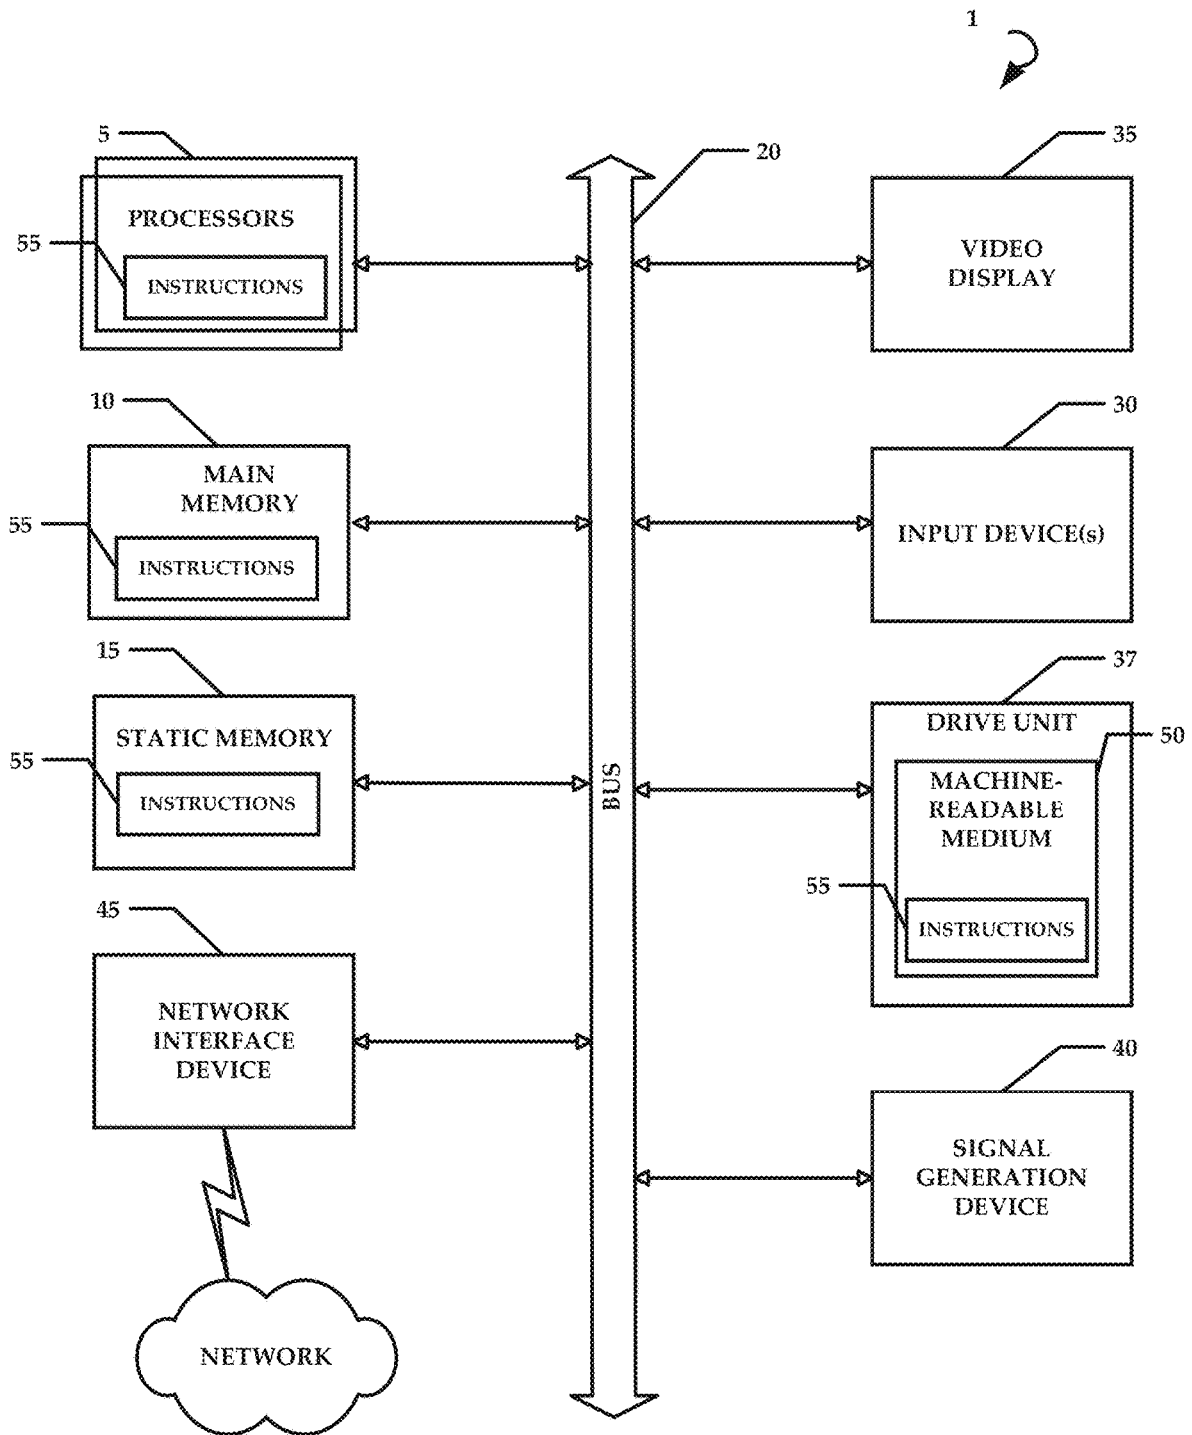 1
5
PROCESSORS
55
INSTRUCTIONS
10
MAIN
MEMORY
55
INSTRUCTIONS
15
STATIC MEMORY
55
INSTRUCTIONS
45
NETWORK
INTERFACE
DEVICE
NETWORK
20
BUS
35
VIDEO
DISPLAY
30
INPUT DEVICE(s)
37
DRIVE UNIT
50
MACHINE-
READABLE
MEDIUM
55
INSTRUCTIONS
40
SIGNAL
GENERATION
DEVICE